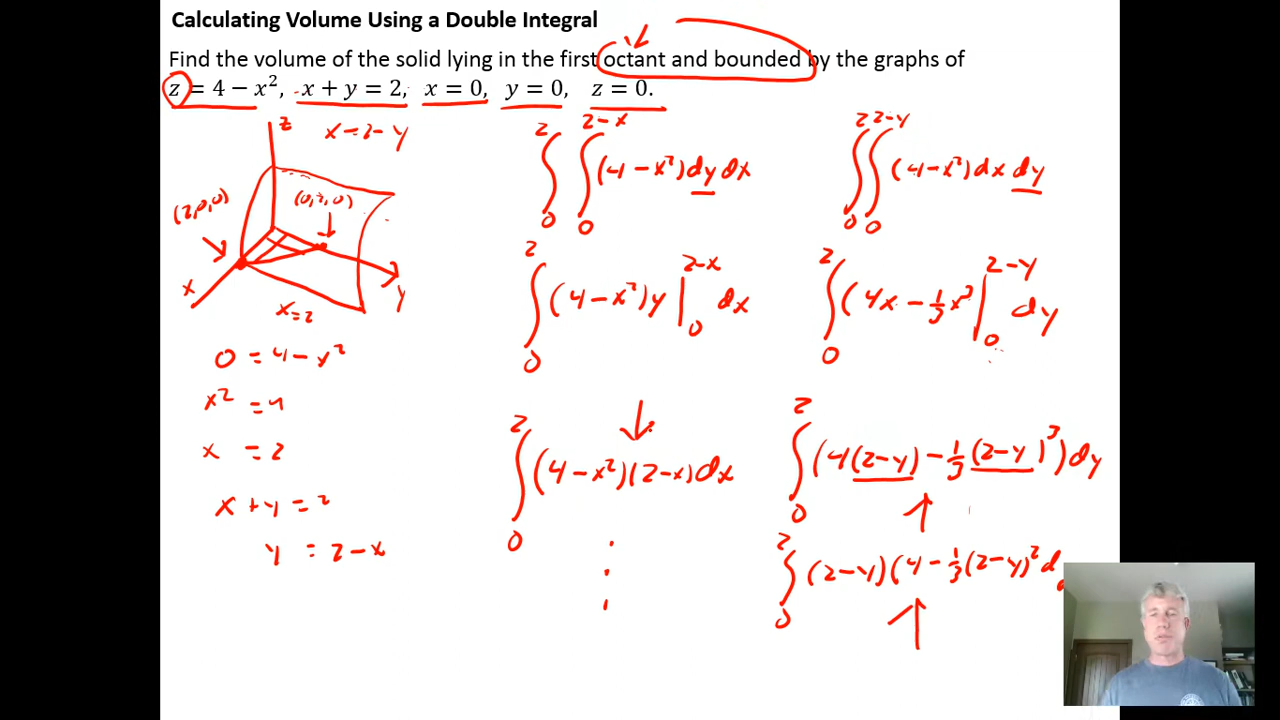 Calculating Volume Using a Double Integral
Find the volume of the solid lying in the first octant and bounded by the graphs of
z = 4 − x², x + y = 2, x = 0, y = 0, z = 0.
z
x = 2 − y
(2,0,0)
(0,2,0)
x
y
x = 2
0 = 4 − x²
x² = 4
x = 2
x + y = 2
y = 2 − x
∫₀² ∫₀^(2−x) (4 − x²) dy dx
∫₀² (4 − x²) y |₀^(2−x) dx
∫₀² (4 − x²)(2 − x) dx
∫₀² ∫₀^(2−y) (4 − x²) dx dy
∫₀² (4x − 1/3 x³ |₀^(2−y) dy
∫₀² (4(2−y) − 1/3 (2−y)³) dy
∫₀² (2−y)(4 − 1/3 (2−y)² d